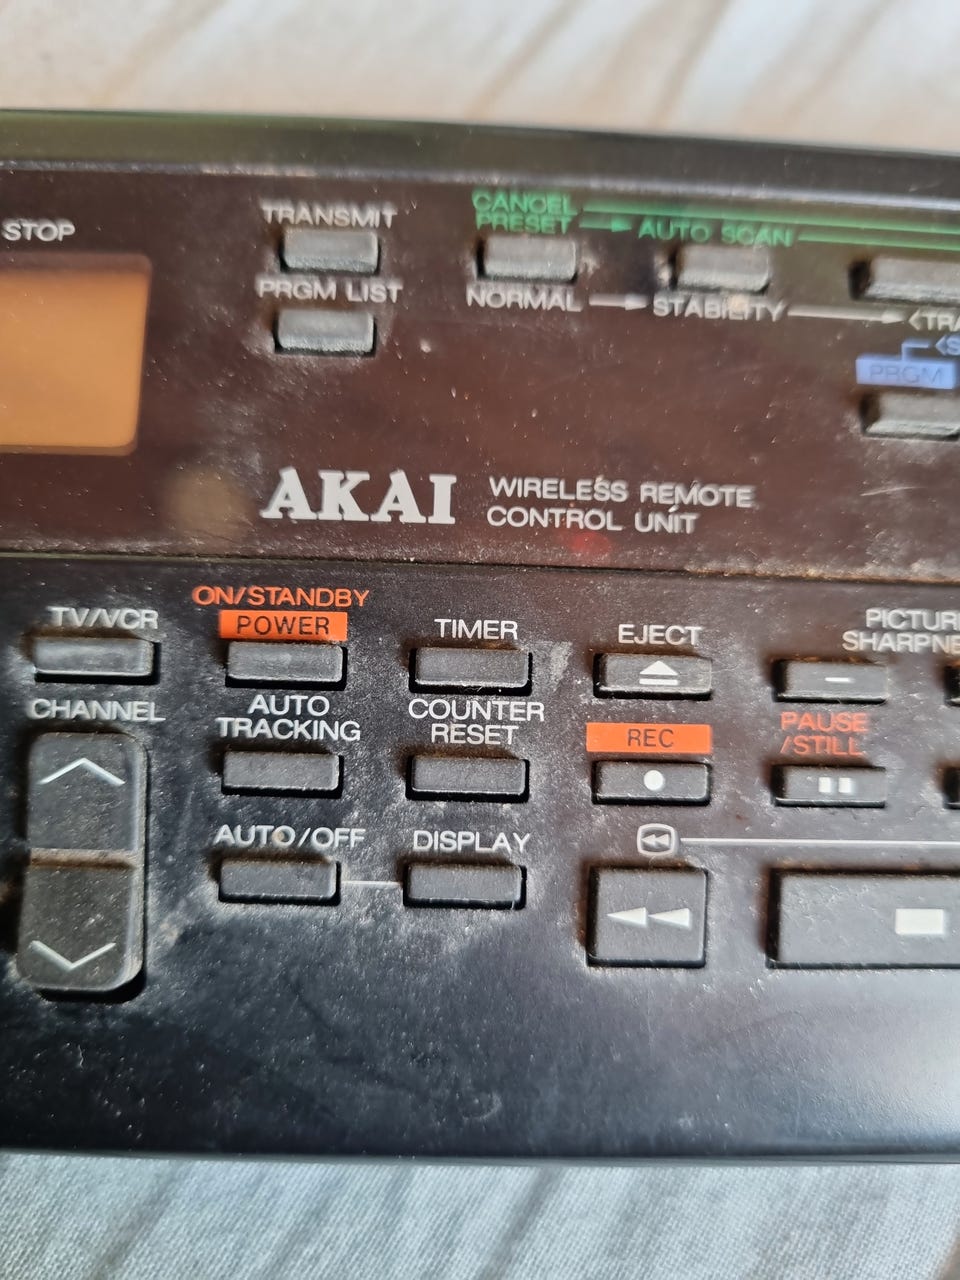 STOP
TRANSMIT
PRGM LIST
CANCEL
PRESET
AUTO SCAN
NORMAL
STABILITY
PRGM
AKAI
WIRELESS REMOTE
CONTROL UNIT
TV/VCR
CHANNEL
ON/STANDBY
POWER
AUTO
TRACKING
AUTO/OFF
TIMER
COUNTER
RESET
DISPLAY
EJECT
REC
PAUSE
/STILL